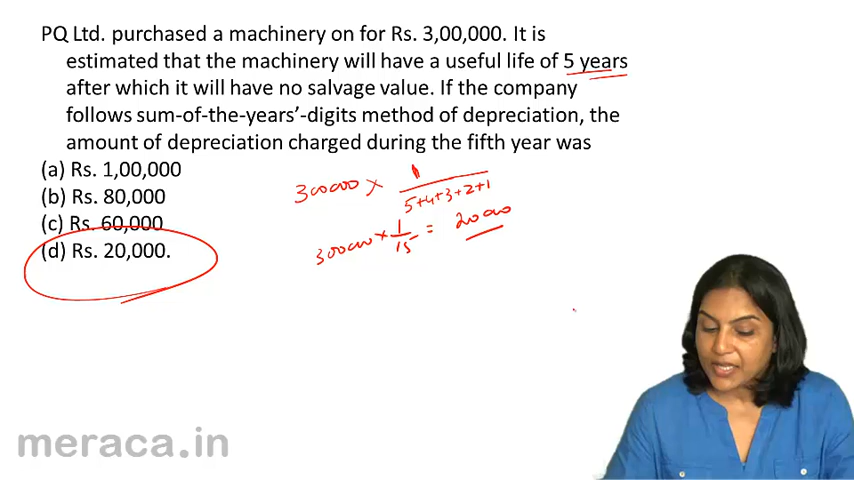 PQ Ltd. purchased a machinery on for Rs. 3,00,000. It is
estimated that the machinery will have a useful life of 5 years
after which it will have no salvage value. If the company
follows sum-of-the-years'-digits method of depreciation, the
amount of depreciation charged during the fifth year was
(a) Rs. 1,00,000
(b) Rs. 80,000
(c) Rs. 60,000
(d) Rs. 20,000.
300000 × 1 / 5+4+3+2+1
300000 × 1/15 = 20000
meraca.in